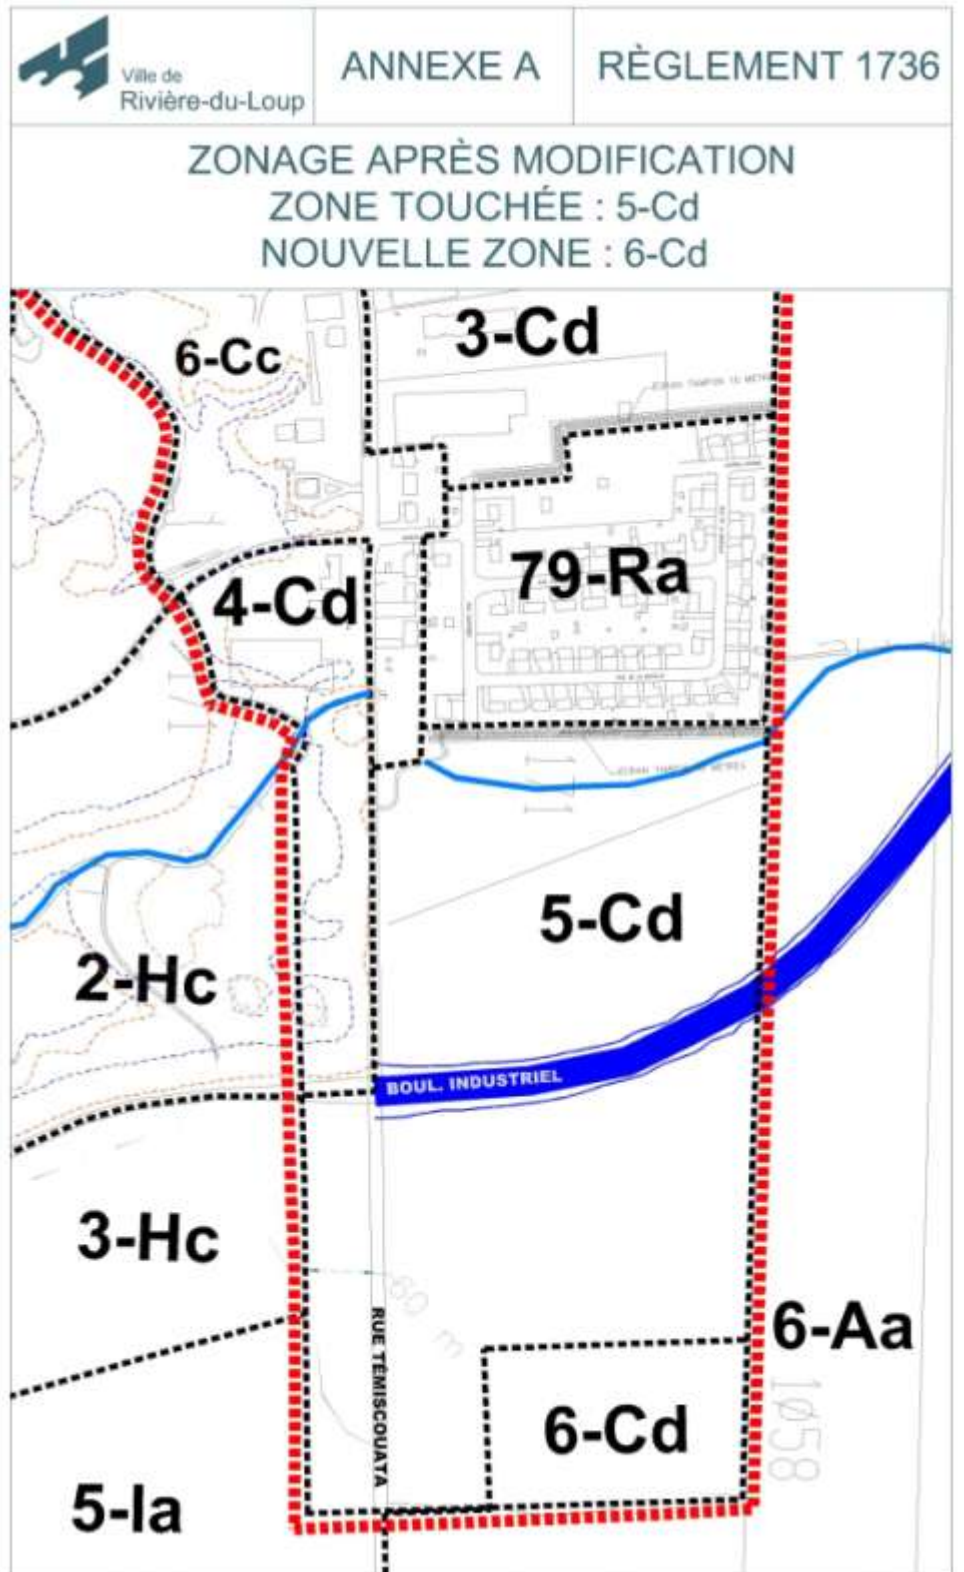 Ville de
Rivière-du-Loup
ANNEXE A
RÈGLEMENT 1736
ZONAGE APRÈS MODIFICATION
ZONE TOUCHÉE : 5-Cd
NOUVELLE ZONE : 6-Cd
3-Cd
6-Cc
79-Ra
4-Cd
5-Cd
2-Hc
BOUL. INDUSTRIEL
3-Hc
60 m
RUE TÉMISCOUATA
6-Aa
1058
6-Cd
5-Ia